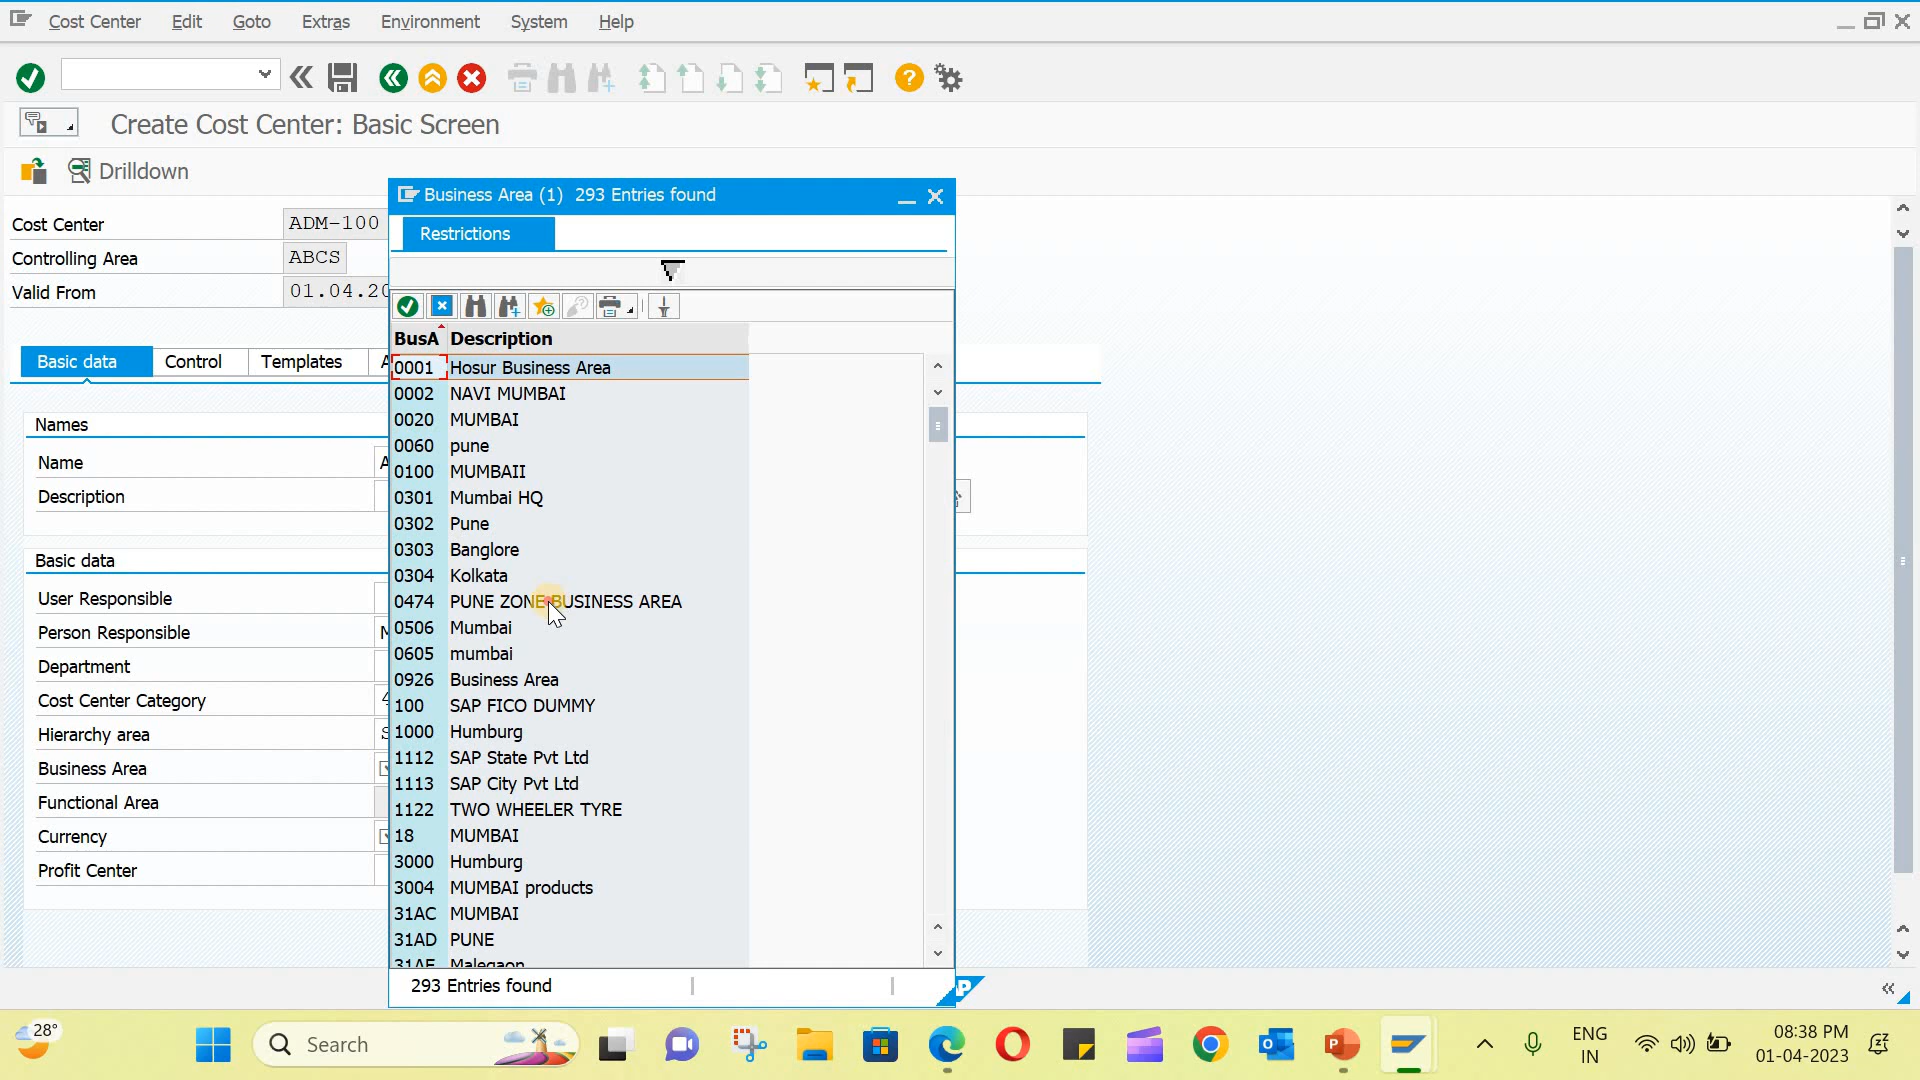 Cost Center Edit Goto Extras Environment System Help
Create Cost Center: Basic Screen
Drilldown
Business Area (1) 293 Entries found
Restrictions
Cost Center ADM-100
Controlling Area ABCS
Valid From 01.04.20
Basic data Control Templates
Names
Name
Description
Basic data
User Responsible
Person Responsible
Department
Cost Center Category
Hierarchy area
Business Area
Functional Area
Currency
Profit Center
BusA Description
0001 Hosur Business Area
0002 NAVI MUMBAI
0020 MUMBAI
0060 pune
0100 MUMBAII
0301 Mumbai HQ
0302 Pune
0303 Banglore
0304 Kolkata
0474 PUNE ZONE BUSINESS AREA
0506 Mumbai
0605 mumbai
0926 Business Area
100 SAP FICO DUMMY
1000 Humburg
1112 SAP State Pvt Ltd
1113 SAP City Pvt Ltd
1122 TWO WHEELER TYRE
18 MUMBAI
3000 Humburg
3004 MUMBAI products
31AC MUMBAI
31AD PUNE
31AE Malegaon
293 Entries found
28°
Search
ENG
IN
08:38 PM
01-04-2023